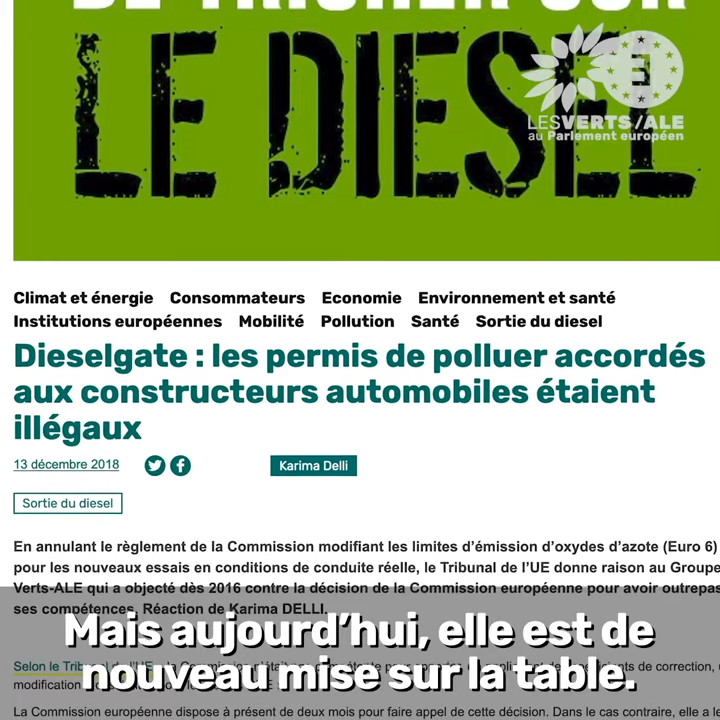 LE DIESEL
LESVERTS/ALE
au Parlement européen
Climat et énergie Consommateurs Economie Environnement et santé
Institutions européennes Mobilité Pollution Santé Sortie du diesel
Dieselgate : les permis de polluer accordés
aux constructeurs automobiles étaient
illégaux
13 décembre 2018
Karima Delli
Sortie du diesel
En annulant le règlement de la Commission modifiant les limites d'émission d'oxydes d'azote (Euro 6)
pour les nouveaux essais en conditions de conduite réelle, le Tribunal de l'UE donne raison au Groupe
Verts-ALE qui a objecté dès 2016 contre la décision de la Commission européenne pour avoir outrepas
ses compétences. Réaction de Karima DELLI.
Mais aujourd'hui, elle est de
nouveau mise sur la table.
Selon le
La Commission européenne dispose à présent de deux mois pour faire appel de cette décision. Dans le cas contraire, elle a